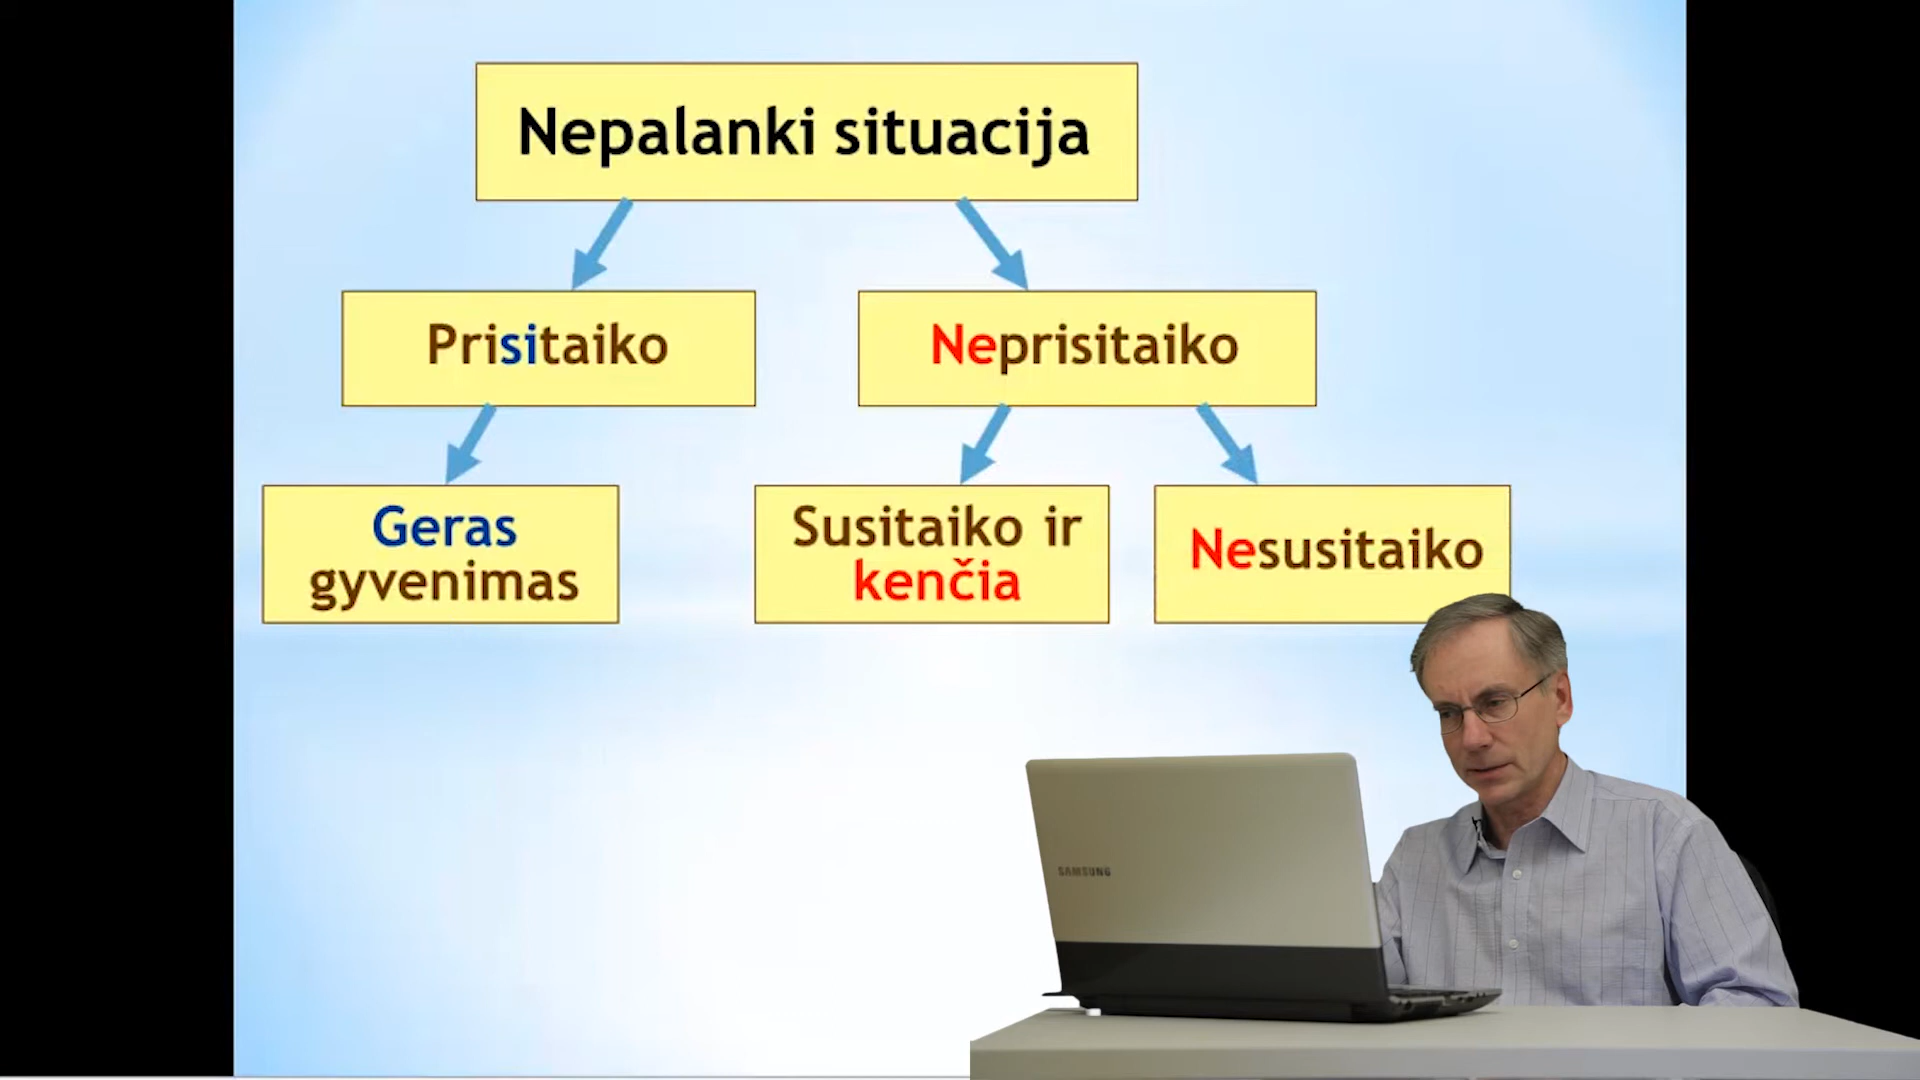 Nepalanki situacija
Prisitaiko
Neprisitaiko
Geras
gyvenimas
Susitaiko ir
kenčia
Nesusitaiko
SAMSUNG